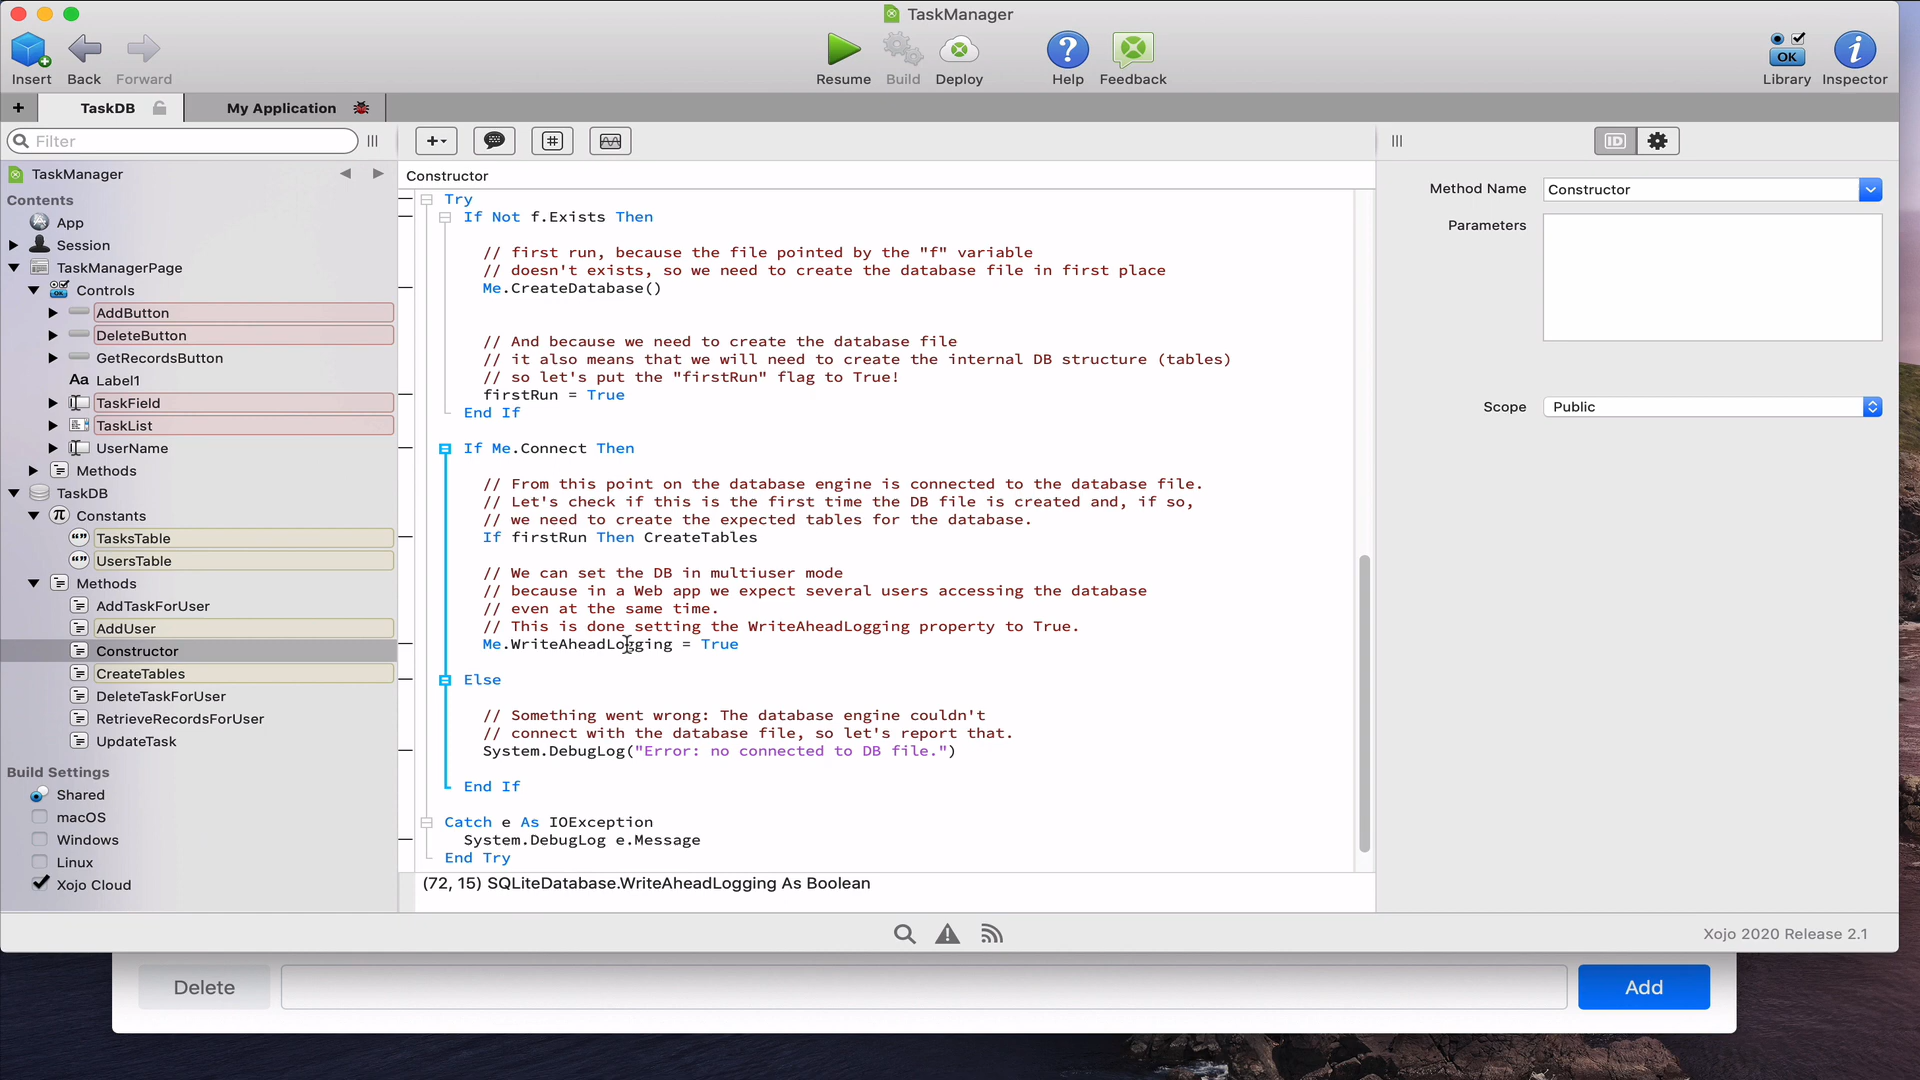 TaskManager
Insert
Back
Forward
Resume
Build
Deploy
Help
Feedback
OK
Library
Inspector
+
TaskDB
My Application
Filter
ID
TaskManager
Contents
App
Session
TaskManagerPage
Controls
AddButton
DeleteButton
GetRecordsButton
Aa Label1
TaskField
TaskList
UserName
Methods
TaskDB
Constants
TasksTable
UsersTable
Methods
AddTaskForUser
AddUser
Constructor
CreateTables
DeleteTaskForUser
RetrieveRecordsForUser
UpdateTask
Build Settings
Shared
macOS
Windows
Linux
Xojo Cloud
Constructor
Try
If Not f.Exists Then
// first run, because the file pointed by the "f" variable
// doesn't exists, so we need to create the database file in first place
Me.CreateDatabase()
// And because we need to create the database file
// it also means that we will need to create the internal DB structure (tables)
// so let's put the "firstRun" flag to True!
firstRun = True
End If
If Me.Connect Then
// From this point on the database engine is connected to the database file.
// Let's check if this is the first time the DB file is created and, if so,
// we need to create the expected tables for the database.
If firstRun Then CreateTables
// We can set the DB in multiuser mode
// because in a Web app we expect several users accessing the database
// even at the same time.
// This is done setting the WriteAheadLogging property to True.
Me.WriteAheadLogging = True
Else
// Something went wrong: The database engine couldn't
// connect with the database file, so let's report that.
System.DebugLog("Error: no connected to DB file.")
End If
Catch e As IOException
System.DebugLog e.Message
End Try
(72, 15) SQLiteDatabase.WriteAheadLogging As Boolean
Method Name Constructor
Parameters
Scope Public
Xojo 2020 Release 2.1
Delete
Add